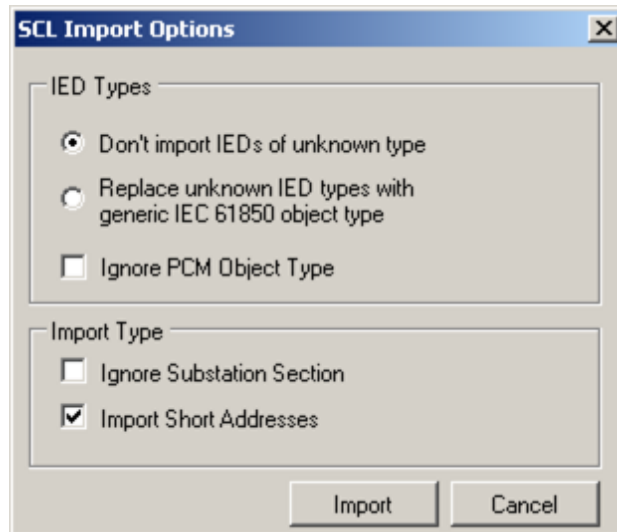 SCL Import Options
IED Types
Don't import IEDs of unknown type
Replace unknown IED types with
generic IEC 61850 object type
Ignore PCM Object Type
Import Type
Ignore Substation Section
Import Short Addresses
Import Cancel